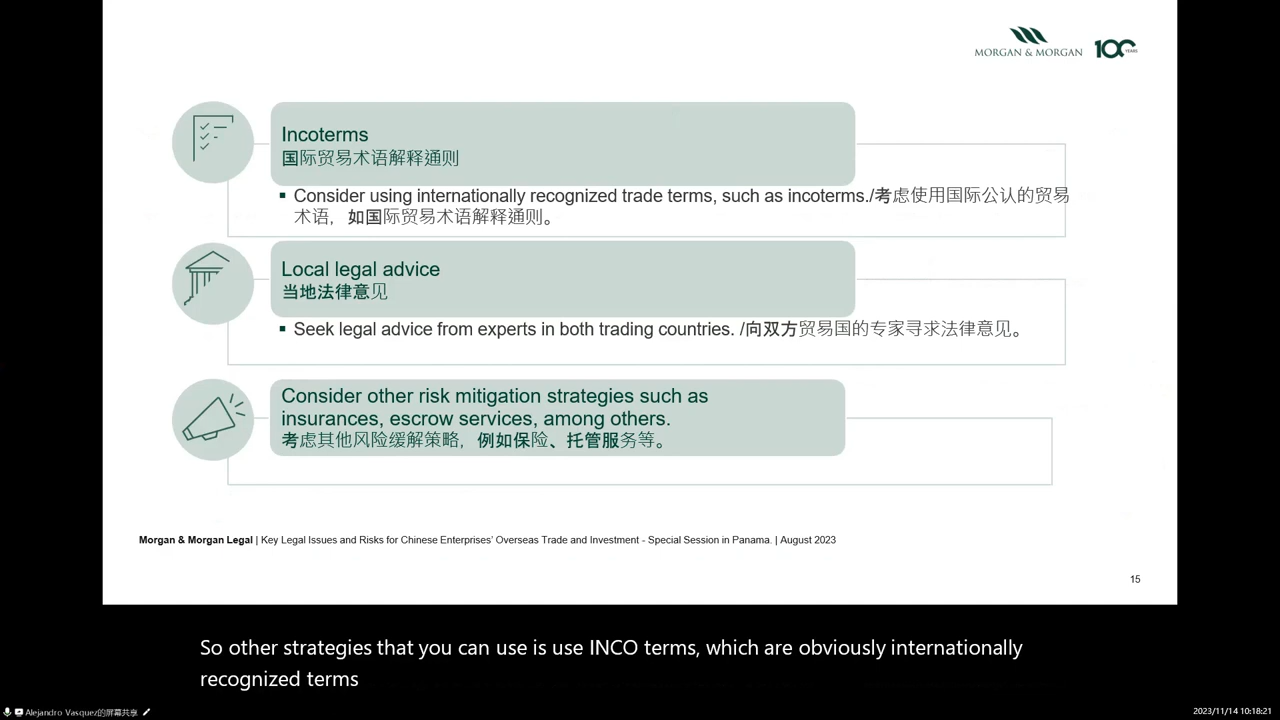 MORGAN & MORGAN
100 YEARS
Incoterms
国际贸易术语解释通则
▪ Consider using internationally recognized trade terms, such as incoterms./考虑使用国际公认的贸易
术语，如国际贸易术语解释通则。
Local legal advice
当地法律意见
▪ Seek legal advice from experts in both trading countries. /向双方贸易国的专家寻求法律意见。
Consider other risk mitigation strategies such as
insurances, escrow services, among others.
考虑其他风险缓解策略，例如保险、托管服务等。
Morgan & Morgan Legal | Key Legal Issues and Risks for Chinese Enterprises' Overseas Trade and Investment - Special Session in Panama. | August 2023
15
So other strategies that you can use is use INCO terms, which are obviously internationally
recognized terms
Alejandro Vasquez的屏幕共享
2023/11/14 10:18:21